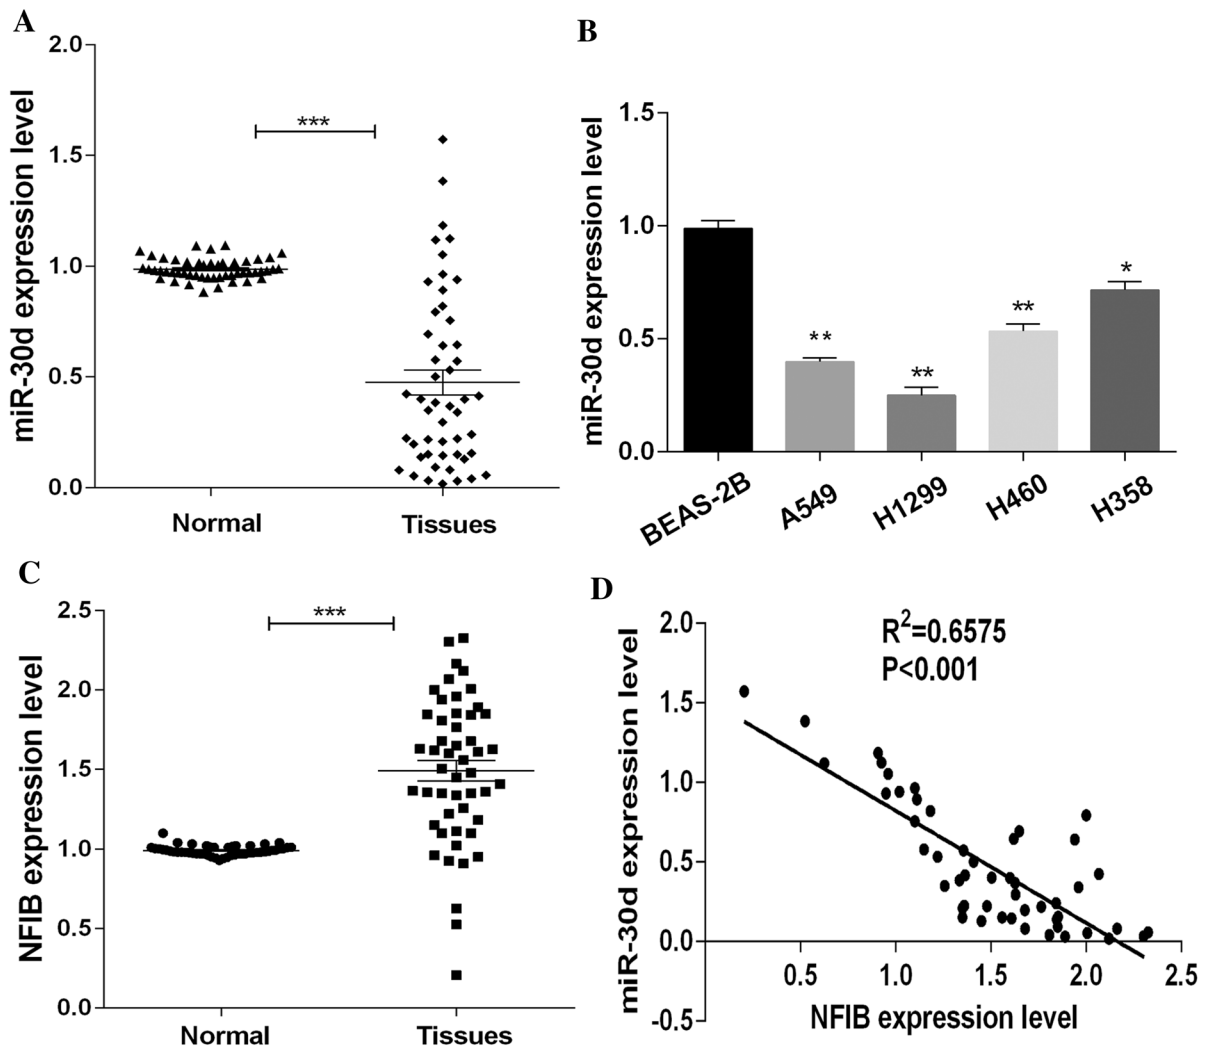 A
miR-30d expression level
2.0
1.5
1.0
0.5
0.0
***
Normal
Tissues
B
miR-30d expression level
1.5
1.0
0.5
0.0
**
**
**
*
BEAS-2B
A549
H1299
H460
H358
C
NFIB expression level
2.5
2.0
1.5
1.0
0.5
0.0
***
Normal
Tissues
D
miR-30d expression level
2.0
1.5
1.0
0.5
0.0
-0.5
R²=0.6575
P<0.001
0.5 1.0 1.5 2.0 2.5
NFIB expression level